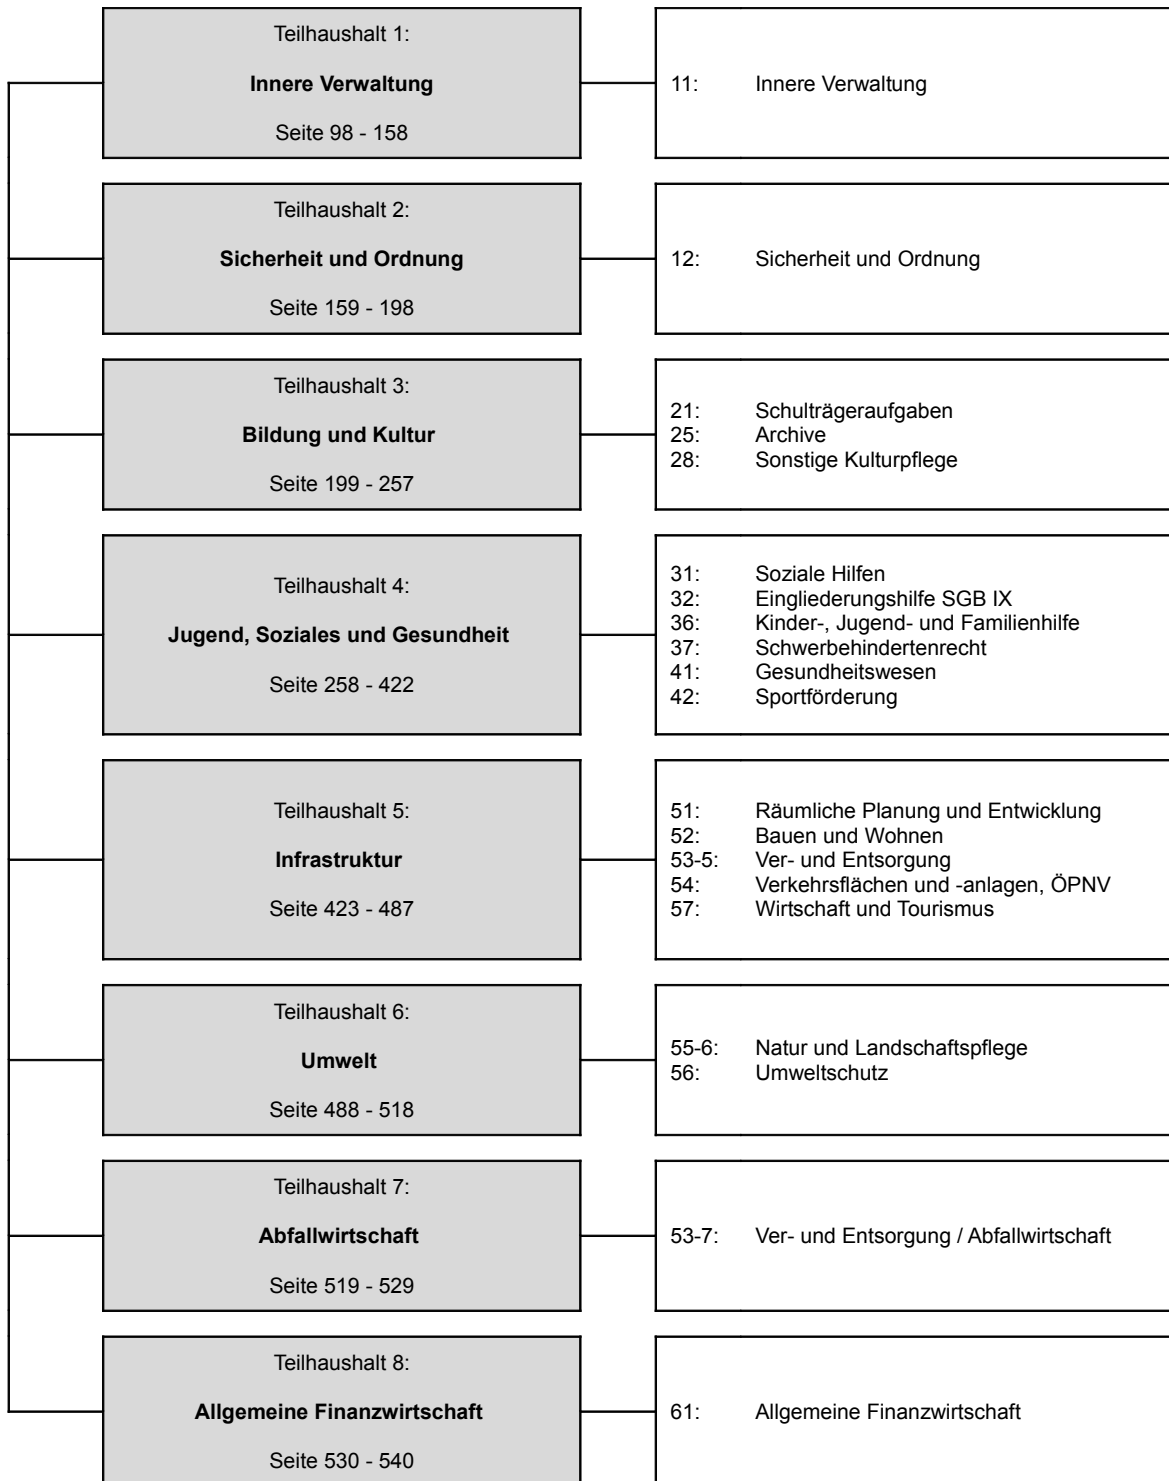 Teilhaushalt 1:
Innere Verwaltung
Seite 98 - 158
11: Innere Verwaltung
Teilhaushalt 2:
Sicherheit und Ordnung
Seite 159 - 198
12: Sicherheit und Ordnung
Teilhaushalt 3:
Bildung und Kultur
Seite 199 - 257
21: Schulträgeraufgaben
25: Archive
28: Sonstige Kulturpflege
Teilhaushalt 4:
Jugend, Soziales und Gesundheit
Seite 258 - 422
31: Soziale Hilfen
32: Eingliederungshilfe SGB IX
36: Kinder-, Jugend- und Familienhilfe
37: Schwerbehindertenrecht
41: Gesundheitswesen
42: Sportförderung
Teilhaushalt 5:
Infrastruktur
Seite 423 - 487
51: Räumliche Planung und Entwicklung
52: Bauen und Wohnen
53-5: Ver- und Entsorgung
54: Verkehrsflächen und -anlagen, ÖPNV
57: Wirtschaft und Tourismus
Teilhaushalt 6:
Umwelt
Seite 488 - 518
55-6: Natur und Landschaftspflege
56: Umweltschutz
Teilhaushalt 7:
Abfallwirtschaft
Seite 519 - 529
53-7: Ver- und Entsorgung / Abfallwirtschaft
Teilhaushalt 8:
Allgemeine Finanzwirtschaft
Seite 530 - 540
61: Allgemeine Finanzwirtschaft